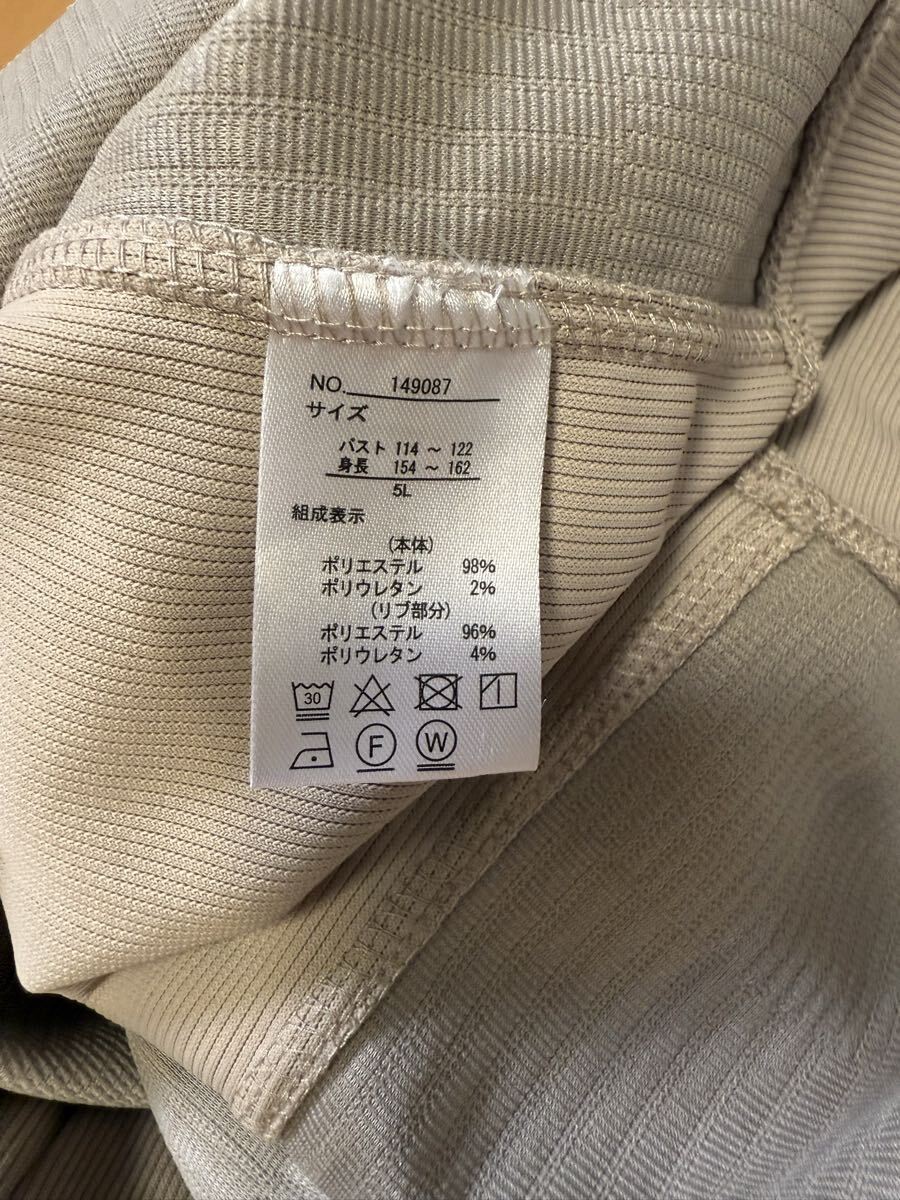 NO. 149087
サイズ
バスト 114 ～ 122
身長 154 ～ 162
5L
組成表示
(本体)
ポリエステル 98%
ポリウレタン 2%
(リブ部分)
ポリエステル 96%
ポリウレタン 4%
30
F W